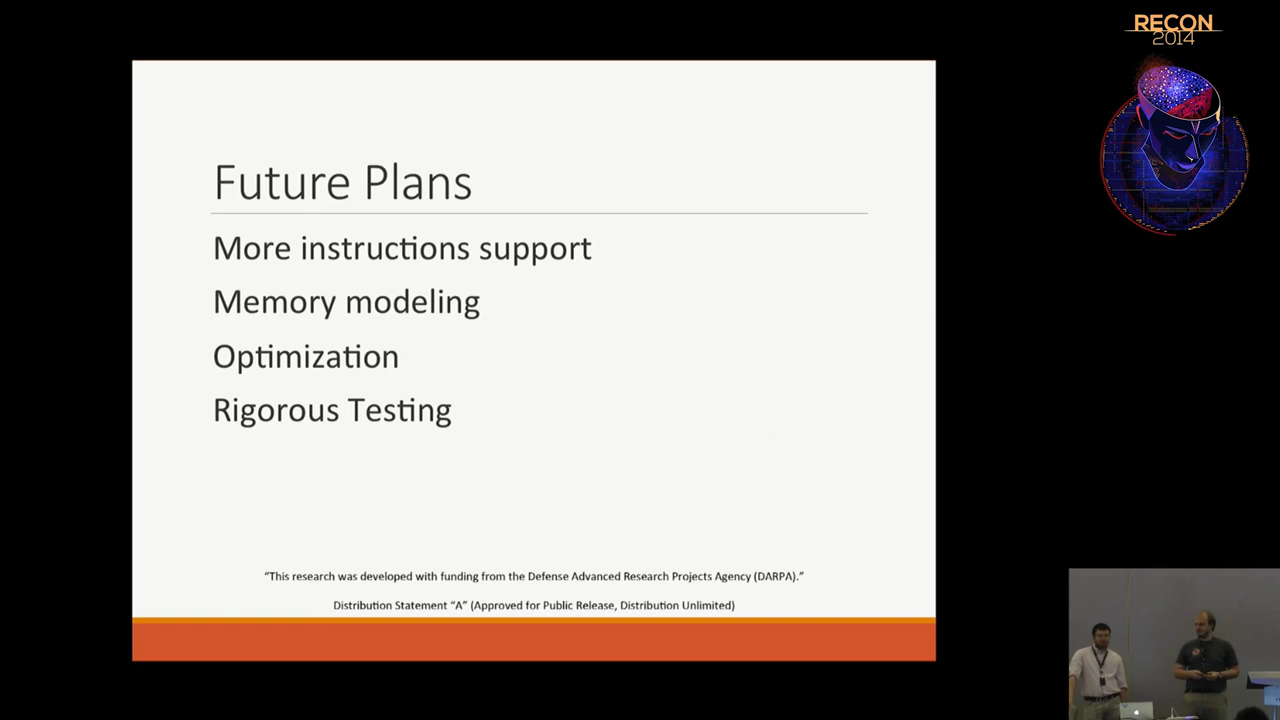 RECON
2014
Future Plans
More instructions support
Memory modeling
Optimization
Rigorous Testing
“This research was developed with funding from the Defense Advanced Research Projects Agency (DARPA).”
Distribution Statement “A” (Approved for Public Release, Distribution Unlimited)